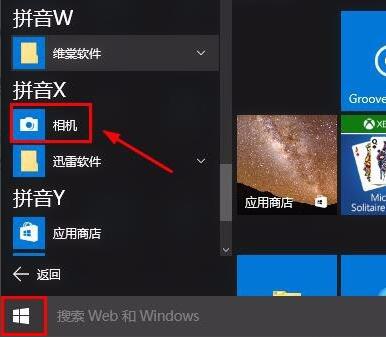 拼音W
维棠软件
拼音X
相机
迅雷软件
拼音Y
应用商店
返回
搜索 Web 和 Windows
Groove
应用商店
XB
Mic
Solitaire